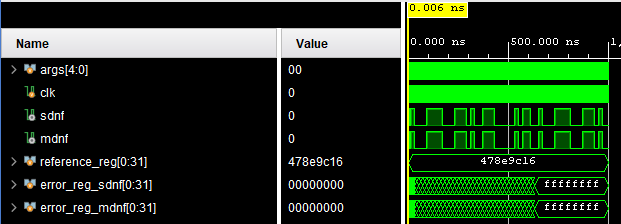 0.006 ns
Name Value 0.000 ns 500.000 ns 1,
args[4:0] 00
clk 0
sdnf 0
mdnf 0
reference_reg[0:31] 478e9c16 478e9c16
error_reg_sdnf[0:31] 00000000 ffffffff
error_reg_mdnf[0:31] 00000000 ffffffff